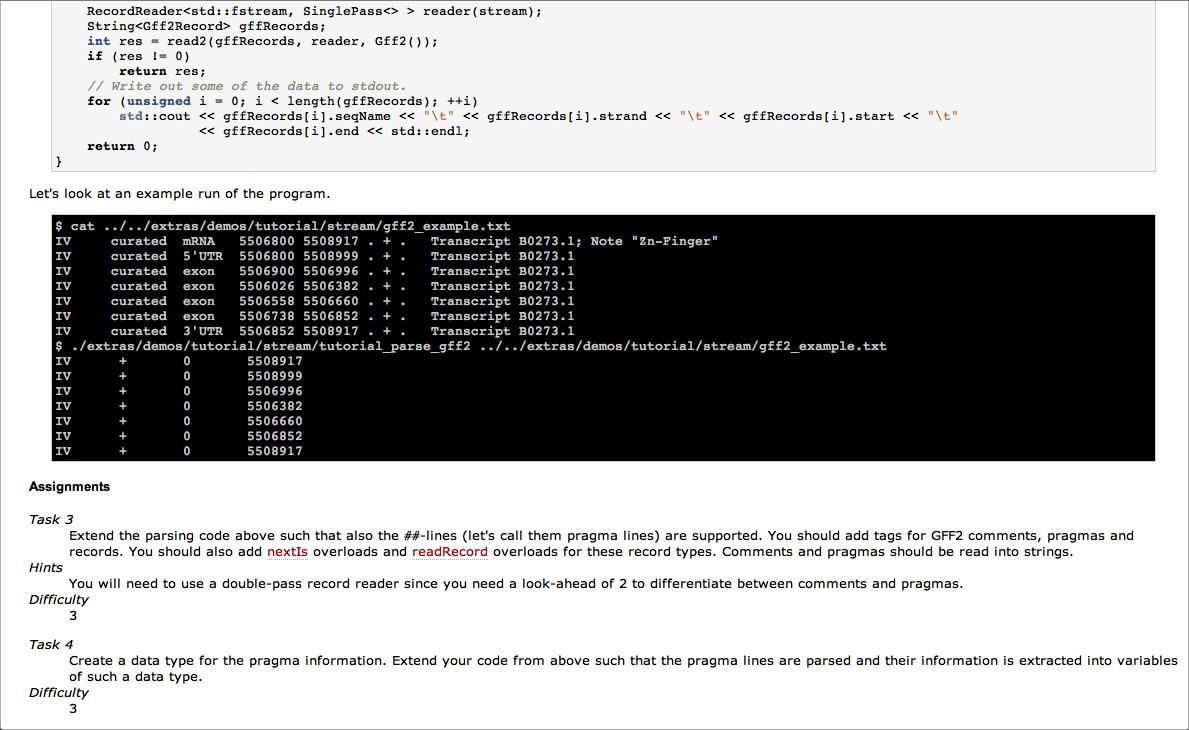 RecordReader<std::fstream, SinglePass<> > reader(stream);
String<Gff2Record> gffRecords;
int res = read2(gffRecords, reader, Gff2());
if (res != 0)
return res;
// Write out some of the data to stdout.
for (unsigned i = 0; i < length(gffRecords); ++i)
std::cout << gffRecords[i].seqName << "\t" << gffRecords[i].strand << "\t" << gffRecords[i].start << "\t"
<< gffRecords[i].end << std::endl;
return 0;
}
Let's look at an example run of the program.
$ cat ../../extras/demos/tutorial/stream/gff2_example.txt
IV curated mRNA 5506800 5508917 . + . Transcript B0273.1; Note "Zn-Finger"
IV curated 5'UTR 5506800 5508999 . + . Transcript B0273.1
IV curated exon 5506900 5506996 . + . Transcript B0273.1
IV curated exon 5506026 5506382 . + . Transcript B0273.1
IV curated exon 5506558 5506660 . + . Transcript B0273.1
IV curated exon 5506738 5506852 . + . Transcript B0273.1
IV curated 3'UTR 5506852 5508917 . + . Transcript B0273.1
$ ./extras/demos/tutorial/stream/tutorial_parse_gff2 ../../extras/demos/tutorial/stream/gff2_example.txt
IV + 0 5508917
IV + 0 5508999
IV + 0 5506996
IV + 0 5506382
IV + 0 5506660
IV + 0 5506852
IV + 0 5508917
Assignments
Task 3
Extend the parsing code above such that also the ##-lines (let's call them pragma lines) are supported. You should add tags for GFF2 comments, pragmas and
records. You should also add nextIs overloads and readRecord overloads for these record types. Comments and pragmas should be read into strings.
Hints
You will need to use a double-pass record reader since you need a look-ahead of 2 to differentiate between comments and pragmas.
Difficulty
3
Task 4
Create a data type for the pragma information. Extend your code from above such that the pragma lines are parsed and their information is extracted into variables
of such a data type.
Difficulty
3